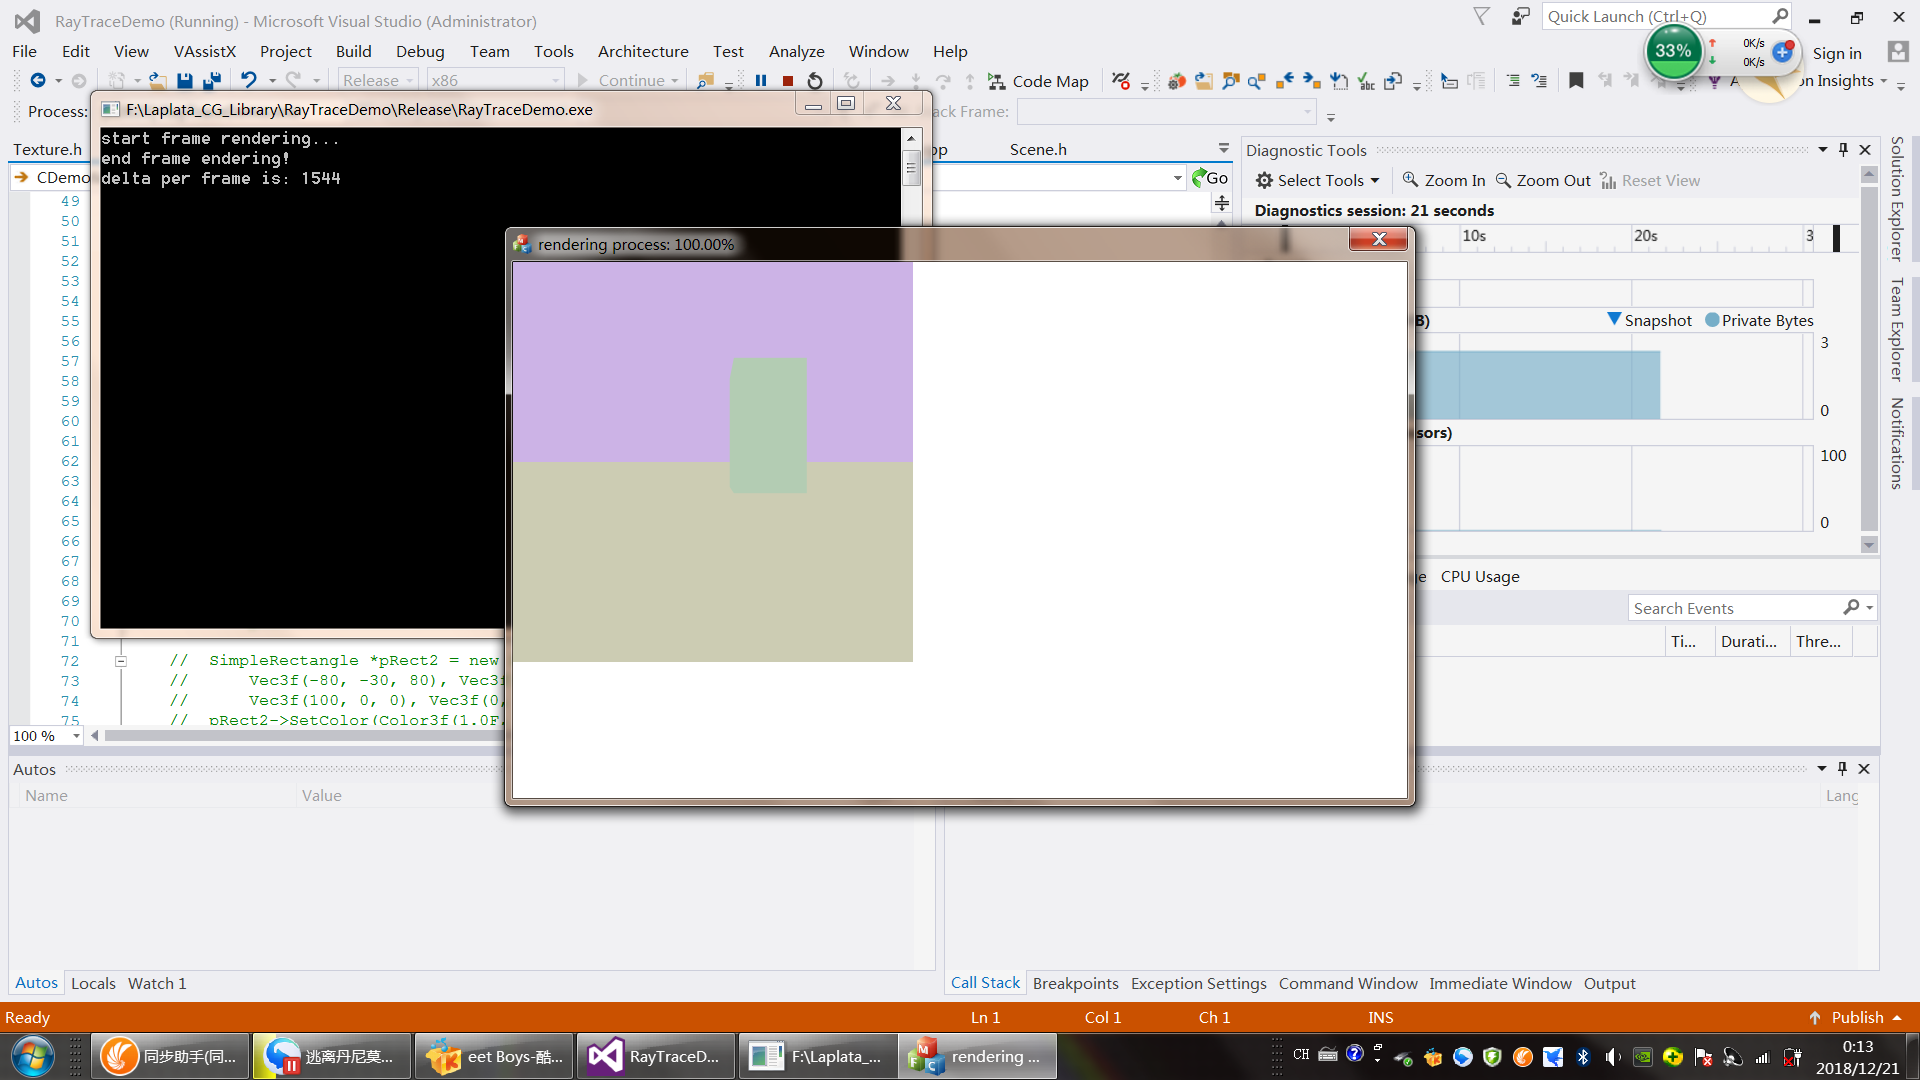 RayTraceDemo (Running) - Microsoft Visual Studio (Administrator)
Quick Launch (Ctrl+Q)
File Edit View VAssistX Project Build Debug Team Tools Architecture Test Analyze Window Help
33% 0K/s
0K/s
Sign in
Release x86 Continue Code Map
on Insights
Process:
ck Frame:
F:\Laplata_CG_Library\RayTraceDemo\Release\RayTraceDemo.exe
start frame rendering...
end frame endering!
delta per frame is: 1544
Texture.h
op
Scene.h
CDemo
Go
49
50
51
52
53
54
55
56
57
58
59
60
61
62
63
64
65
66
67
68
69
70
71
72 // SimpleRectangle *pRect2 = new
73 // Vec3f(-80, -30, 80), Vec3f
74 // Vec3f(100, 0, 0), Vec3f(0,
75 // pRect2->SetColor(Color3f(1.0F,
100 %
rendering process: 100.00%
Diagnostic Tools
Select Tools Zoom In Zoom Out Reset View
Diagnostics session: 21 seconds
10s 20s 3
B) Snapshot Private Bytes
3
0
sors)
100
0
e CPU Usage
Search Events
Ti... Durati... Thre...
Solution Explorer
Team Explorer
Notifications
Autos
Name Value
Lang
Autos Locals Watch 1
Call Stack Breakpoints Exception Settings Command Window Immediate Window Output
Ready Ln 1 Col 1 Ch 1 INS Publish
同步助手(同... 逃离丹尼莫... eet Boys-酷... RayTraceD... F:\Laplata_... rendering ...
CH
0:13
2018/12/21